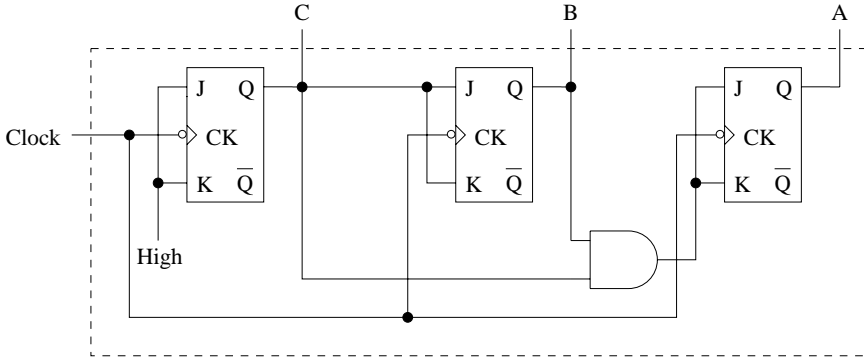 C B A
J Q J Q J Q
Clock CK CK CK
K Q̅ K Q̅ K Q̅
High